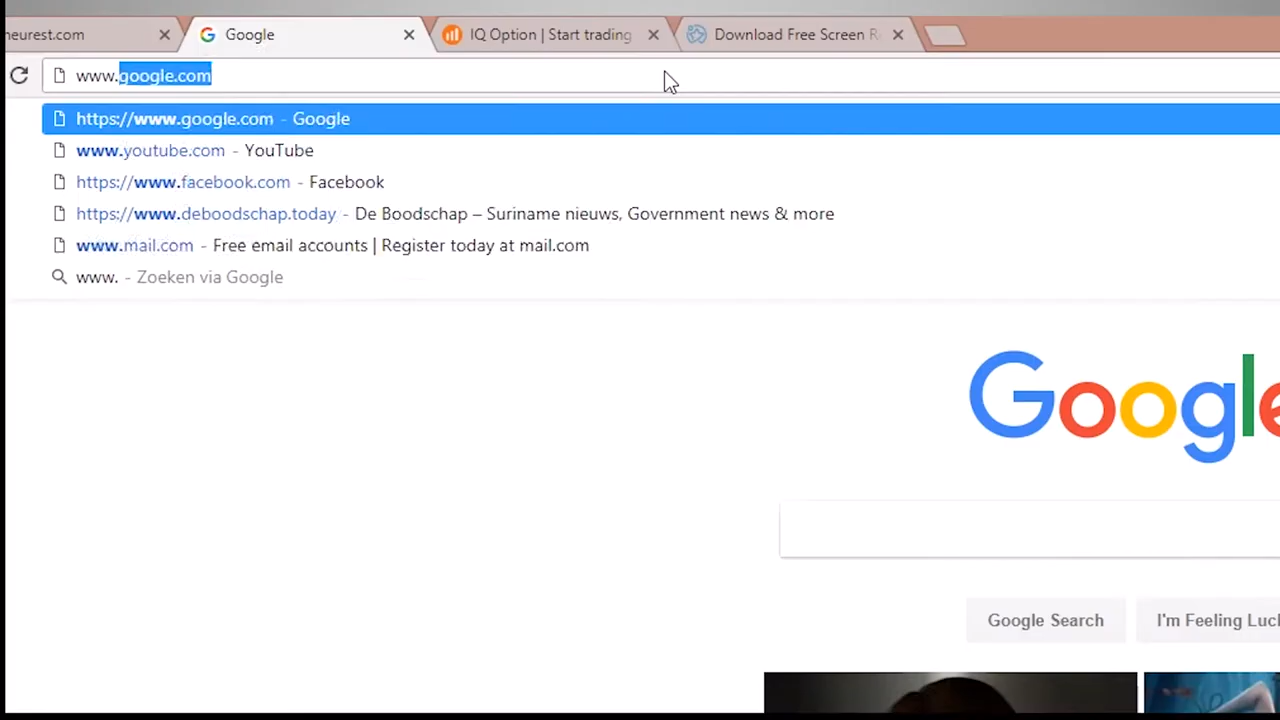 neurest.com
Google
IQ Option | Start trading
Download Free Screen R
www.google.com
https://www.google.com - Google
www.youtube.com - YouTube
https://www.facebook.com - Facebook
https://www.deboodschap.today - De Boodschap – Suriname nieuws, Government news & more
www.mail.com - Free email accounts | Register today at mail.com
www. - Zoeken via Google
Google
Google Search
I'm Feeling Luc